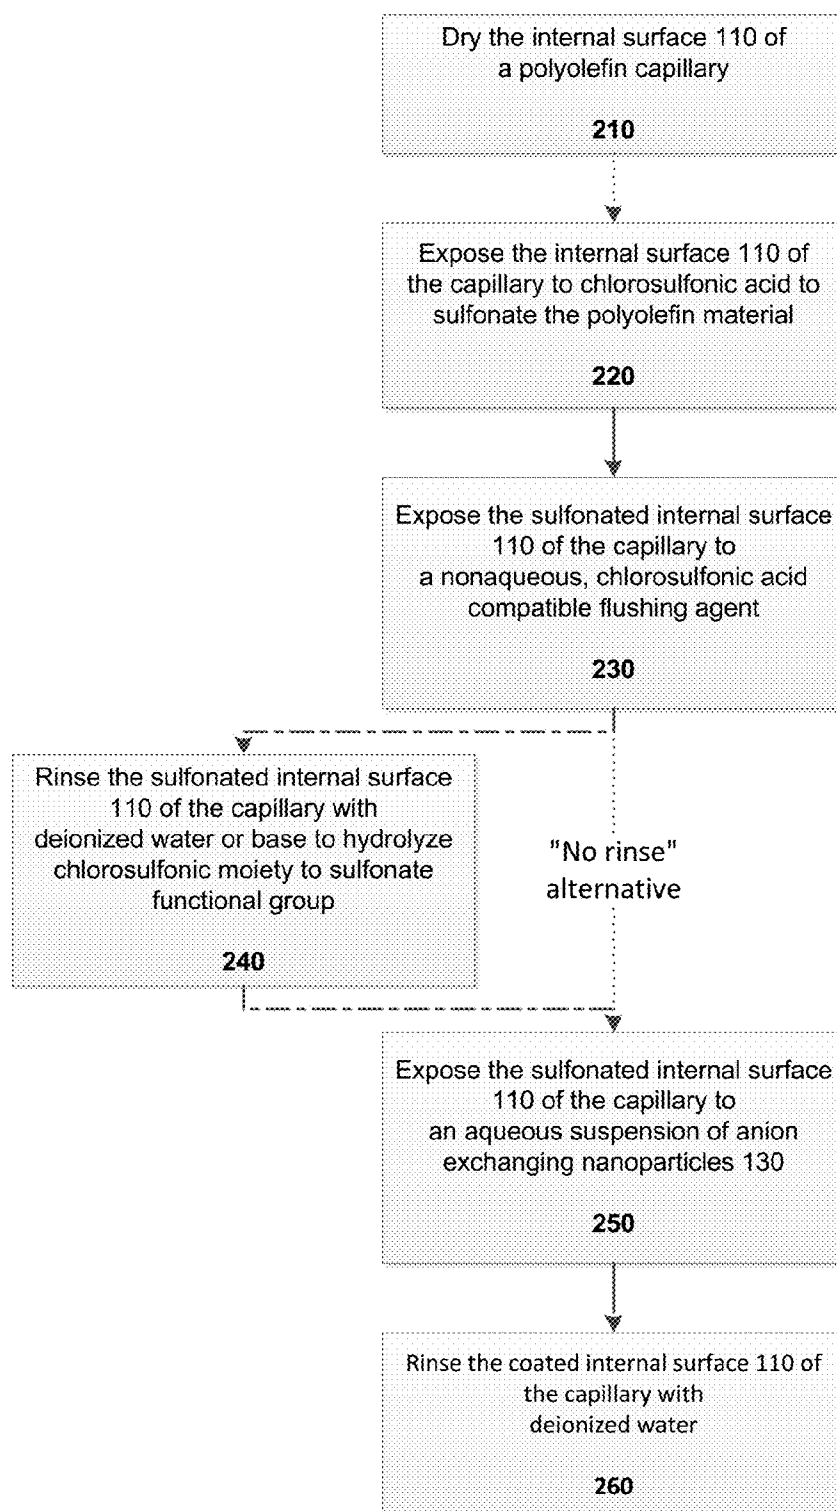 Dry the internal surface 110 of
a polyolefin capillary
210
Expose the internal surface 110 of
the capillary to chlorosulfonic acid to
sulfonate the polyolefin material
220
Expose the sulfonated internal surface
110 of the capillary to
a nonaqueous, chlorosulfonic acid
compatible flushing agent
230
Rinse the sulfonated internal surface
110 of the capillary with
deionized water or base to hydrolyze
chlorosulfonic moiety to sulfonate
functional group
240
"No rinse"
alternative
Expose the sulfonated internal surface
110 of the capillary to
an aqueous suspension of anion
exchanging nanoparticles 130
250
Rinse the coated internal surface 110 of
the capillary with
deionized water
260